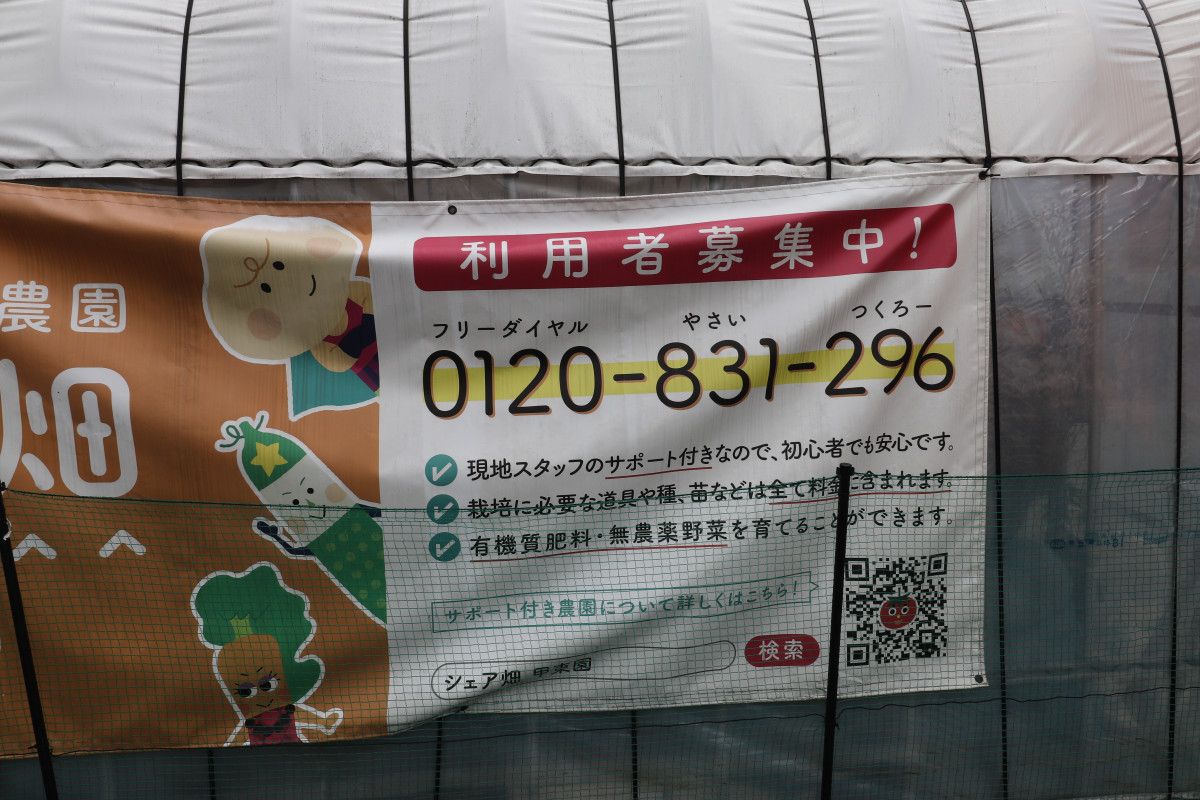 農園
畑
利用者募集中!
フリーダイヤル やさい つくろー
0120-831-296
現地スタッフのサポート付きなので、初心者でも安心です。
栽培に必要な道具や種、苗などは全て料金に含まれます。
有機質肥料・無農薬野菜を育てることができます。
サポート付き農園について詳しくはこちら!
シェア畑 甲東園 検索